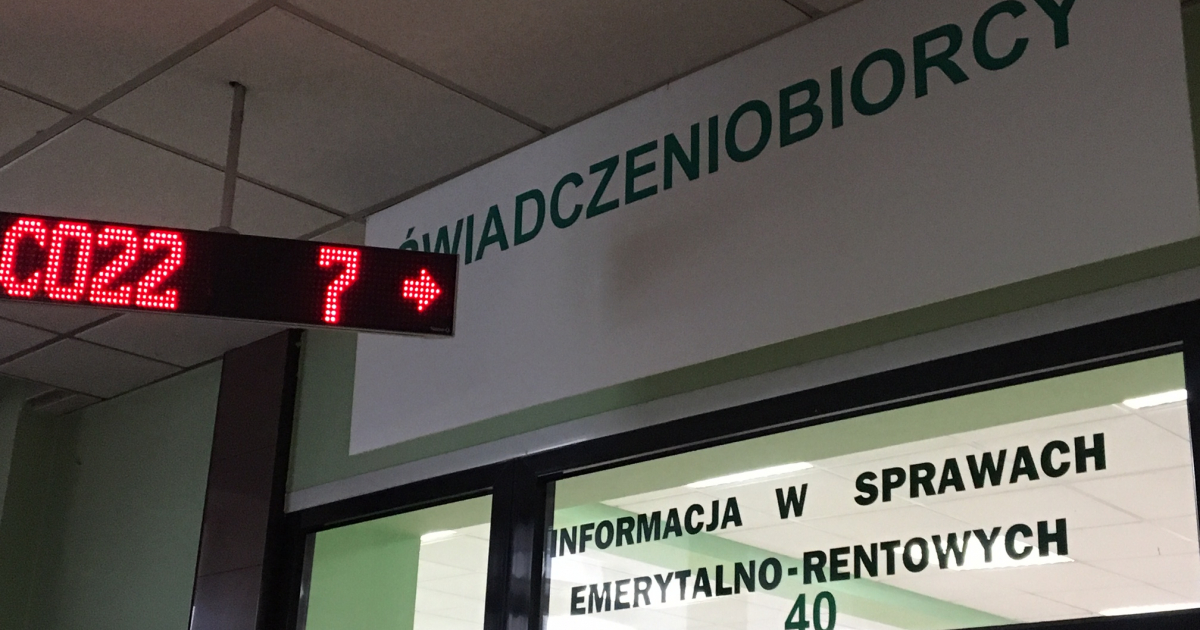 ŚWIADCZENIOBIORCY
C022 7
INFORMACJA W SPRAWACH
EMERYTALNO-RENTOWYCH
40